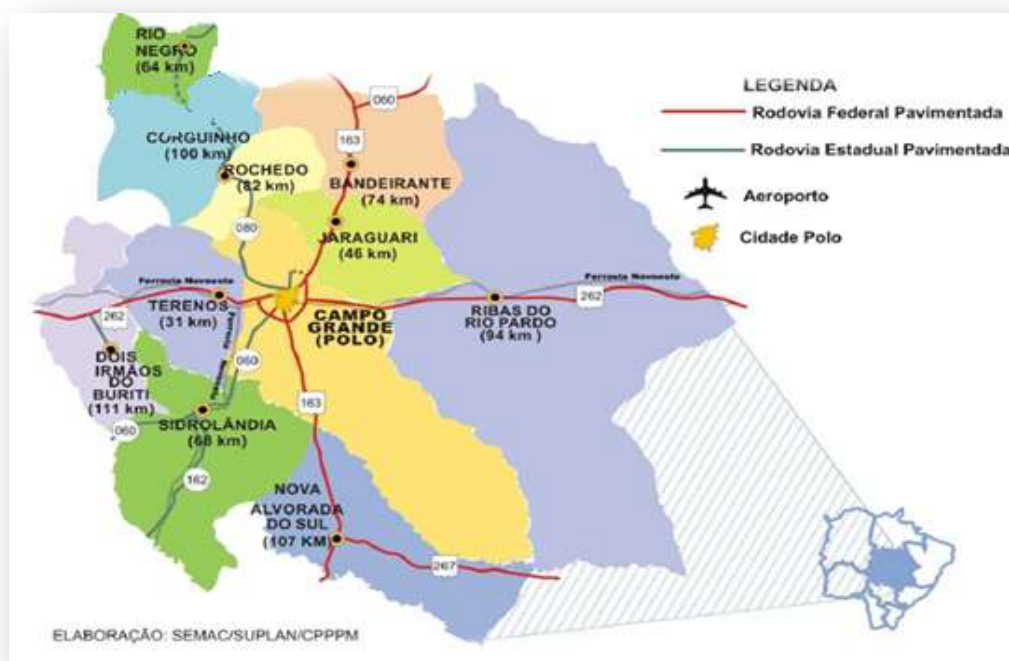 RIO
NEGRO
(64 km)
CORGUINHO
(100 km)
ROCHEDO
(82 km)
060
163
BANDEIRANTE
(74 km)
080
JARAGUARI
(46 km)
LEGENDA
Rodovia Federal Pavimentada
Rodovia Estadual Pavimentada
Aeroporto
Cidade Polo
Ferrovia Novoeste
TERENOS
(31 km)
262
CAMPO
GRANDE
(POLO)
Ferrovia Novoeste
262
RIBAS DO
RIO PARDO
(94 km )
Ferrovia
Novoeste
060
DOIS
IRMÃOS
DO
BURITI
(111 km)
060
SIDROLÂNDIA
(68 km)
163
162
NOVA
ALVORADA
DO SUL
(107 KM)
267
ELABORAÇÃO: SEMAC/SUPLAN/CPPPM